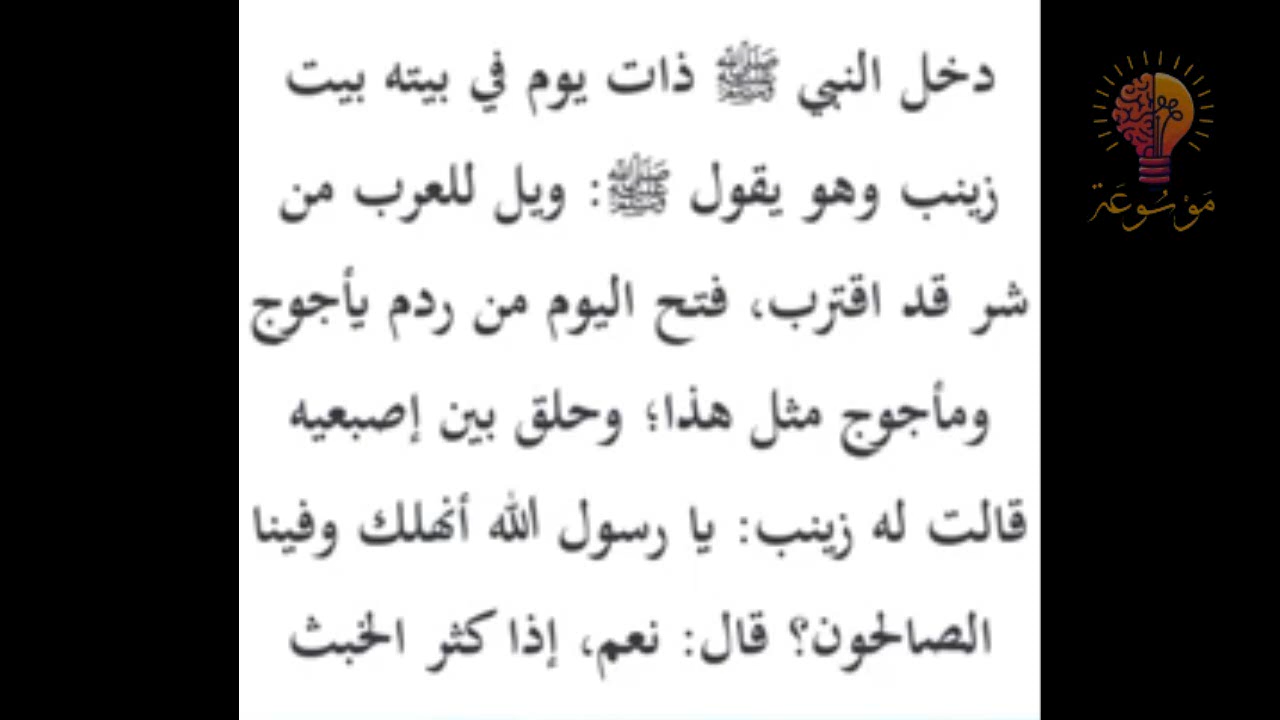 دخل النبي ﷺ ذات يوم في بيته بيت
زينب وهو يقول ﷺ: ويل للعرب من
شر قد اقترب، فتح اليوم من ردم يأجوج
ومأجوج مثل هذا؛ وحلق بين إصبعيه
قالت له زينب: يا رسول الله أنهلك وفينا
الصالحون؟ قال: نعم، إذا كثر الخبث
مَوْسُوعَة